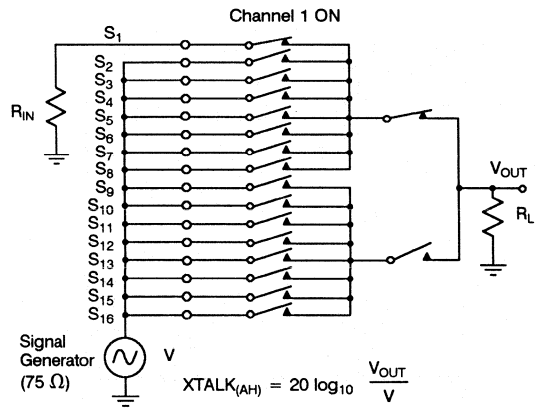 Channel 1 ON
S1
S2
S3
S4
S5
S6
S7
S8
S9
S10
S11
S12
S13
S14
S15
S16
RIN
VOUT
RL
Signal
Generator
(75 Ω)
V
XTALK(AH) = 20 log10 VOUT
V